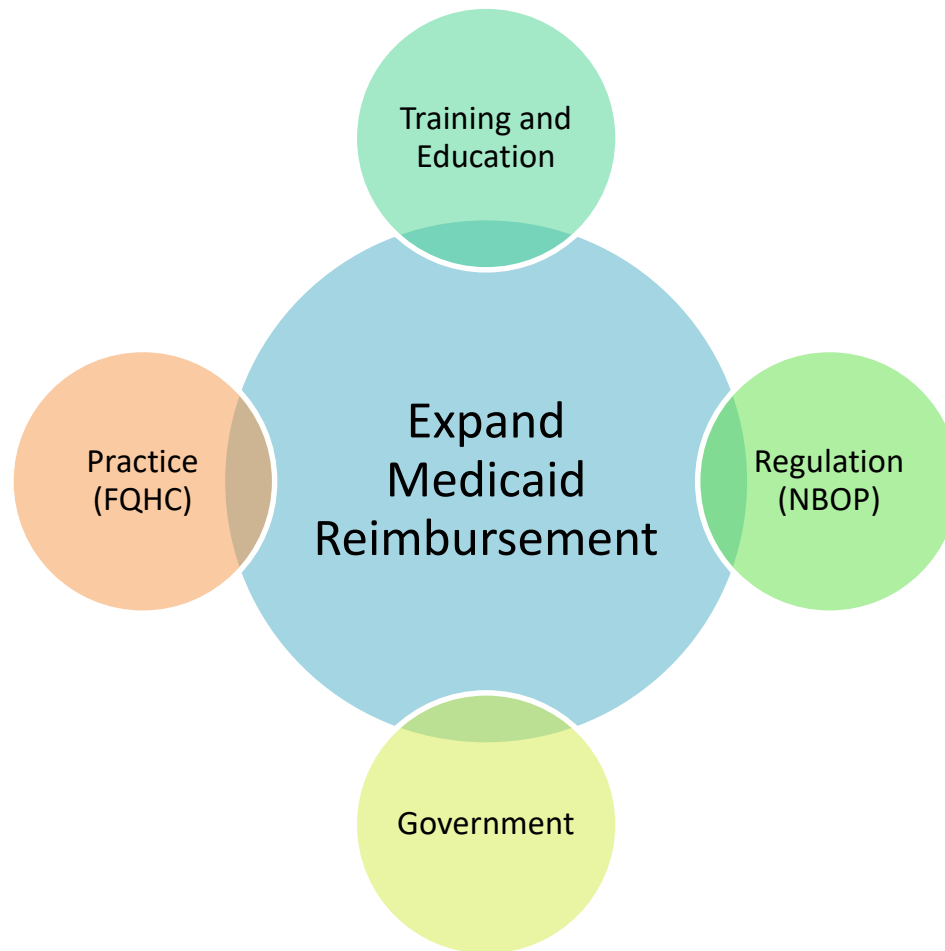 Training and
Education
Expand
Medicaid
Reimbursement
Practice
(FQHC)
Regulation
(NBOP)
Government